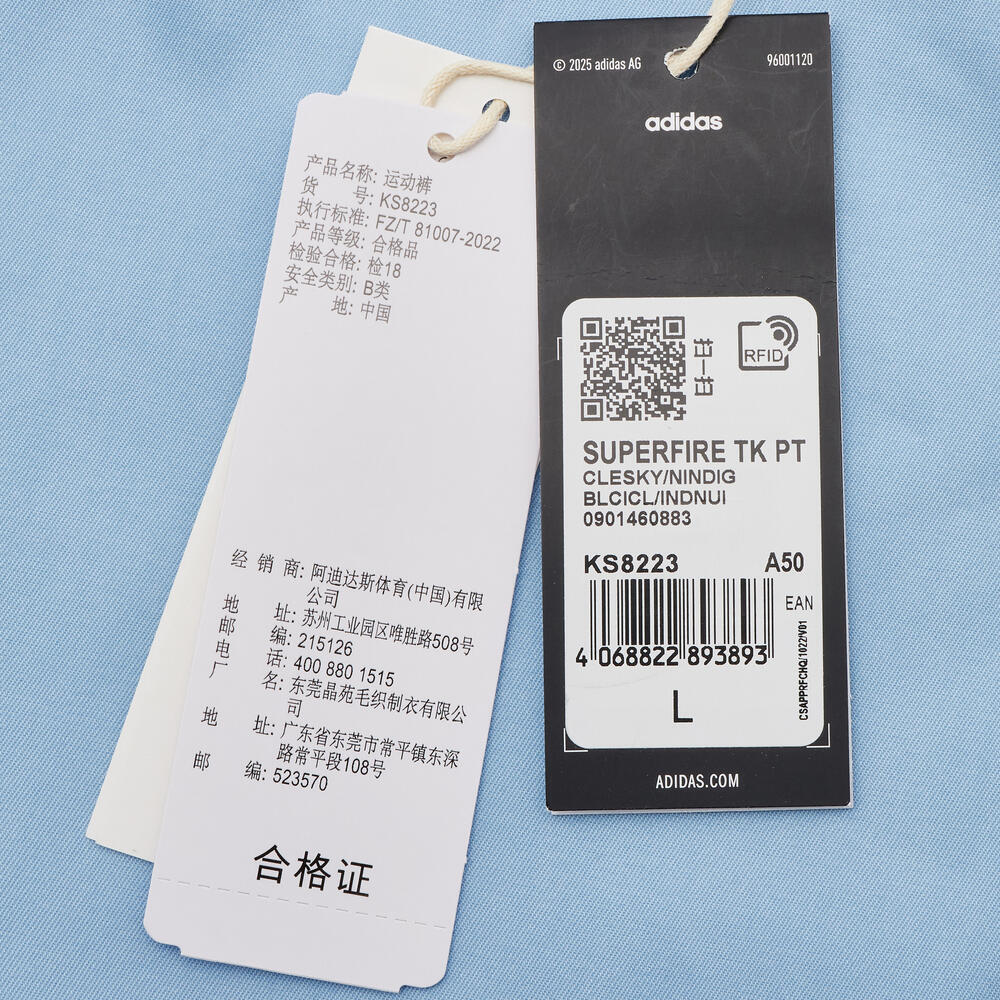 产品名称: 运动裤
货 号: KS8223
执行标准: FZ/T 81007-2022
产品等级: 合格品
检验合格: 检18
安全类别: B类
产 地: 中国
经 销 商: 阿迪达斯体育(中国)有限
公司
地 址: 苏州工业园区唯胜路508号
邮 编: 215126
电 话: 400 880 1515
厂 名: 东莞晶苑毛织制衣有限公
司
地 址: 广东省东莞市常平镇东深
路常平段108号
邮 编: 523570
合格证
© 2025 adidas AG
96001120
adidas
扫一扫
RFID
SUPERFIRE TK PT
CLESKY/NINDIG
BLCICL/INDNUI
0901460883
KS8223 A50
EAN
4 068822 893893
L
CSAPPRFCHQ/1022/V01
ADIDAS.COM